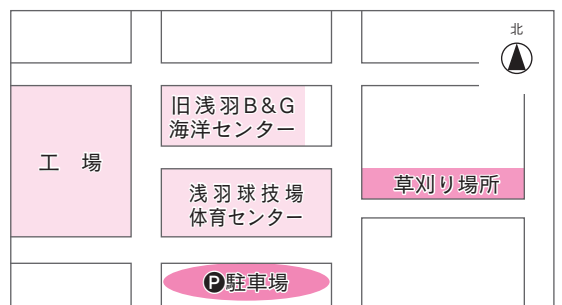 北
旧浅羽B&G
海洋センター
工 場
草刈り場所
浅羽球技場
体育センター
P駐車場